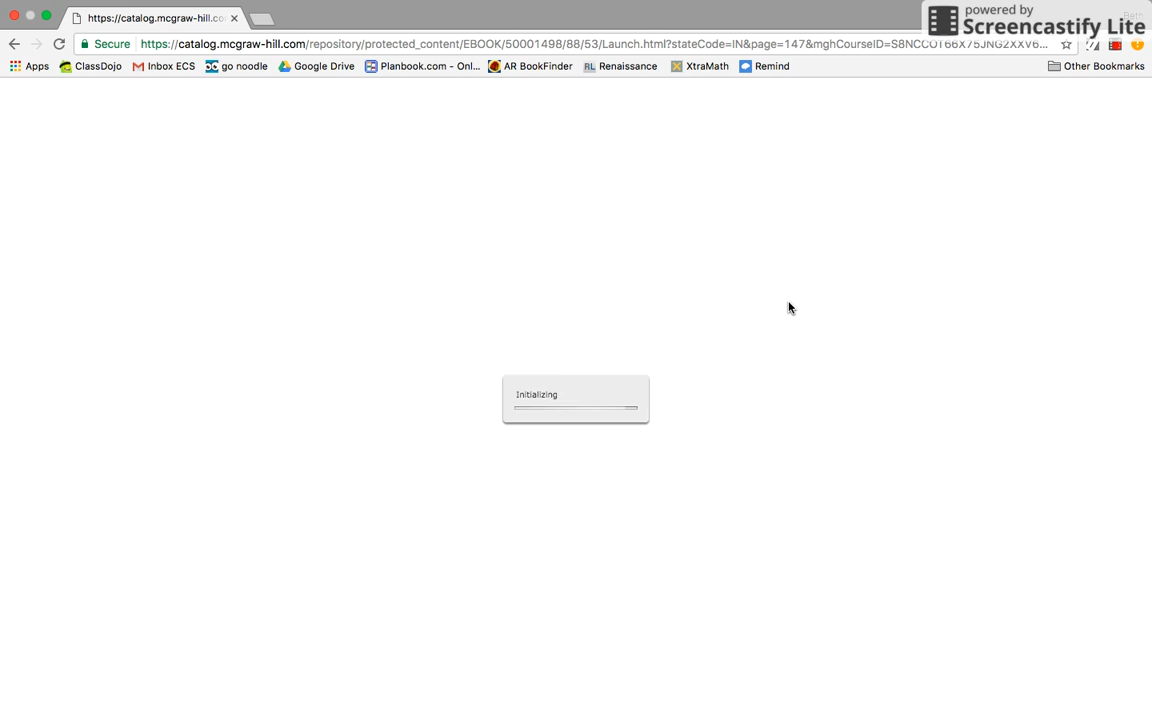 https://catalog.mcgraw-hill.co
powered by
Screencastify Lite
Secure https://catalog.mcgraw-hill.com/repository/protected_content/EBOOK/50001498/88/53/Launch.html?stateCode=IN&page=147&mghCourseID=S8NCCOT66X75JNG2XXV6...
Apps ClassDojo Inbox ECS go noodle Google Drive Planbook.com - Onl... AR BookFinder RL Renaissance XtraMath Remind Other Bookmarks
Initializing